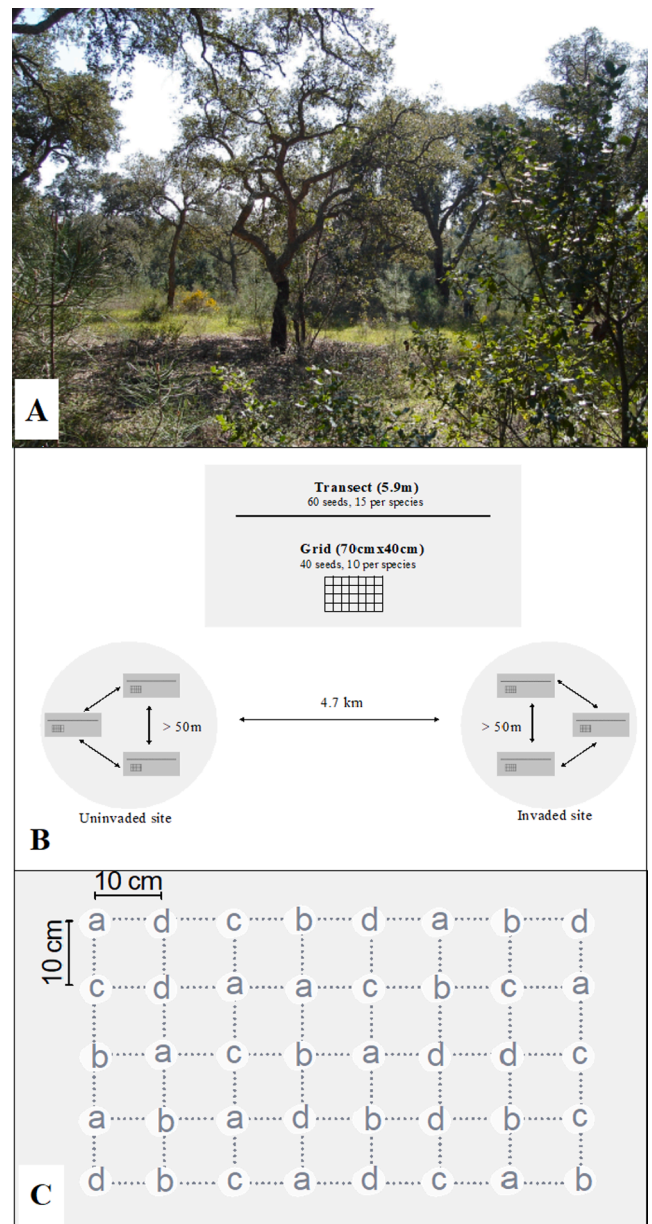 A
Transect (5.9m)
60 seeds, 15 per species
Grid (70cmx40cm)
40 seeds, 10 per species
4.7 km
> 50m
> 50m
Uninvaded site
Invaded site
B
10 cm
10 cm
a d c b d a b d
c d a a c b c a
b a c b a d d c
a b a d b d b c
d b c a d c a b
C